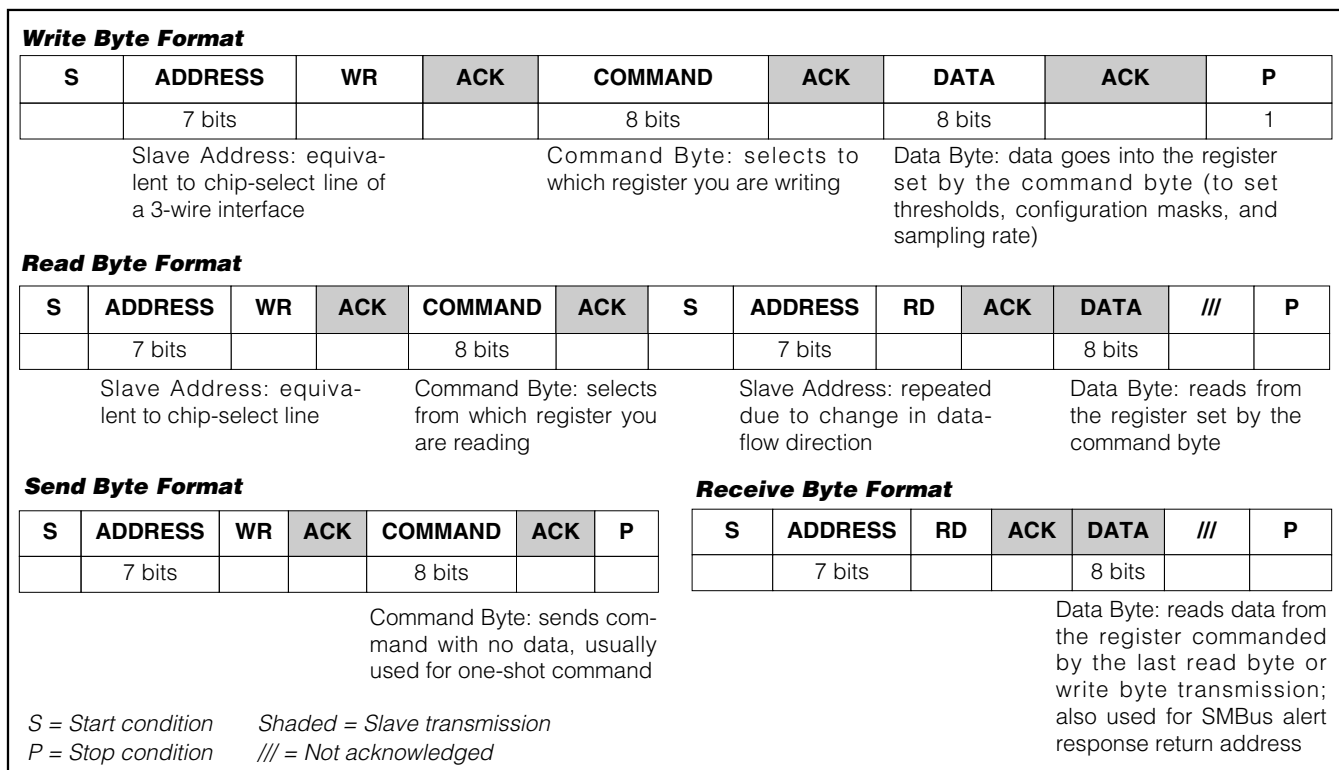 Write Byte Format
S ADDRESS WR ACK COMMAND ACK DATA ACK P
7 bits 8 bits 8 bits 1
Slave Address: equiva-
lent to chip-select line of
a 3-wire interface
Command Byte: selects to
which register you are writing
Data Byte: data goes into the register
set by the command byte (to set
thresholds, configuration masks, and
sampling rate)
Read Byte Format
S ADDRESS WR ACK COMMAND ACK S ADDRESS RD ACK DATA /// P
7 bits 8 bits 7 bits 8 bits
Slave Address: equiva-
lent to chip-select line
Command Byte: selects
from which register you
are reading
Slave Address: repeated
due to change in data-
flow direction
Data Byte: reads from
the register set by the
command byte
Send Byte Format
S ADDRESS WR ACK COMMAND ACK P
7 bits 8 bits
Command Byte: sends com-
mand with no data, usually
used for one-shot command
Receive Byte Format
S ADDRESS RD ACK DATA /// P
7 bits 8 bits
Data Byte: reads data from
the register commanded
by the last read byte or
write byte transmission;
also used for SMBus alert
response return address
S = Start condition Shaded = Slave transmission
P = Stop condition /// = Not acknowledged